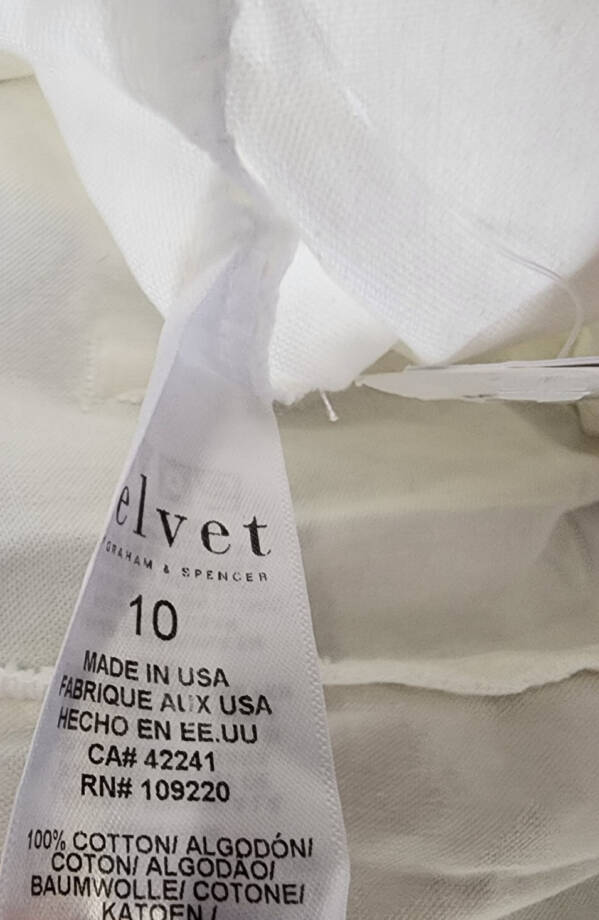 elvet
GRAHAM & SPENCER
10
MADE IN USA
FABRIQUE AUX USA
HECHO EN EE.UU
CA# 42241
RN# 109220
100% COTTON/ ALGODÓN/
COTON/ ALGODÃO/
BAUMWOLLE/ COTONE/
KATOEN /